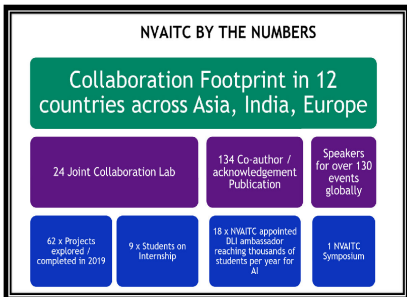 NVAITC BY THE NUMBERS
Collaboration Footprint in 12
countries across Asia, India, Europe
24 Joint Collaboration Lab
134 Co-author /
acknowledgement
Publication
Speakers
for over 130
events
globally
62 x Projects
explored /
completed in 2019
9 x Students on
Internship
18 x NVAITC appointed
DLI ambassador
reaching thousands of
students per year for
AI
1 NVAITC
Symposium